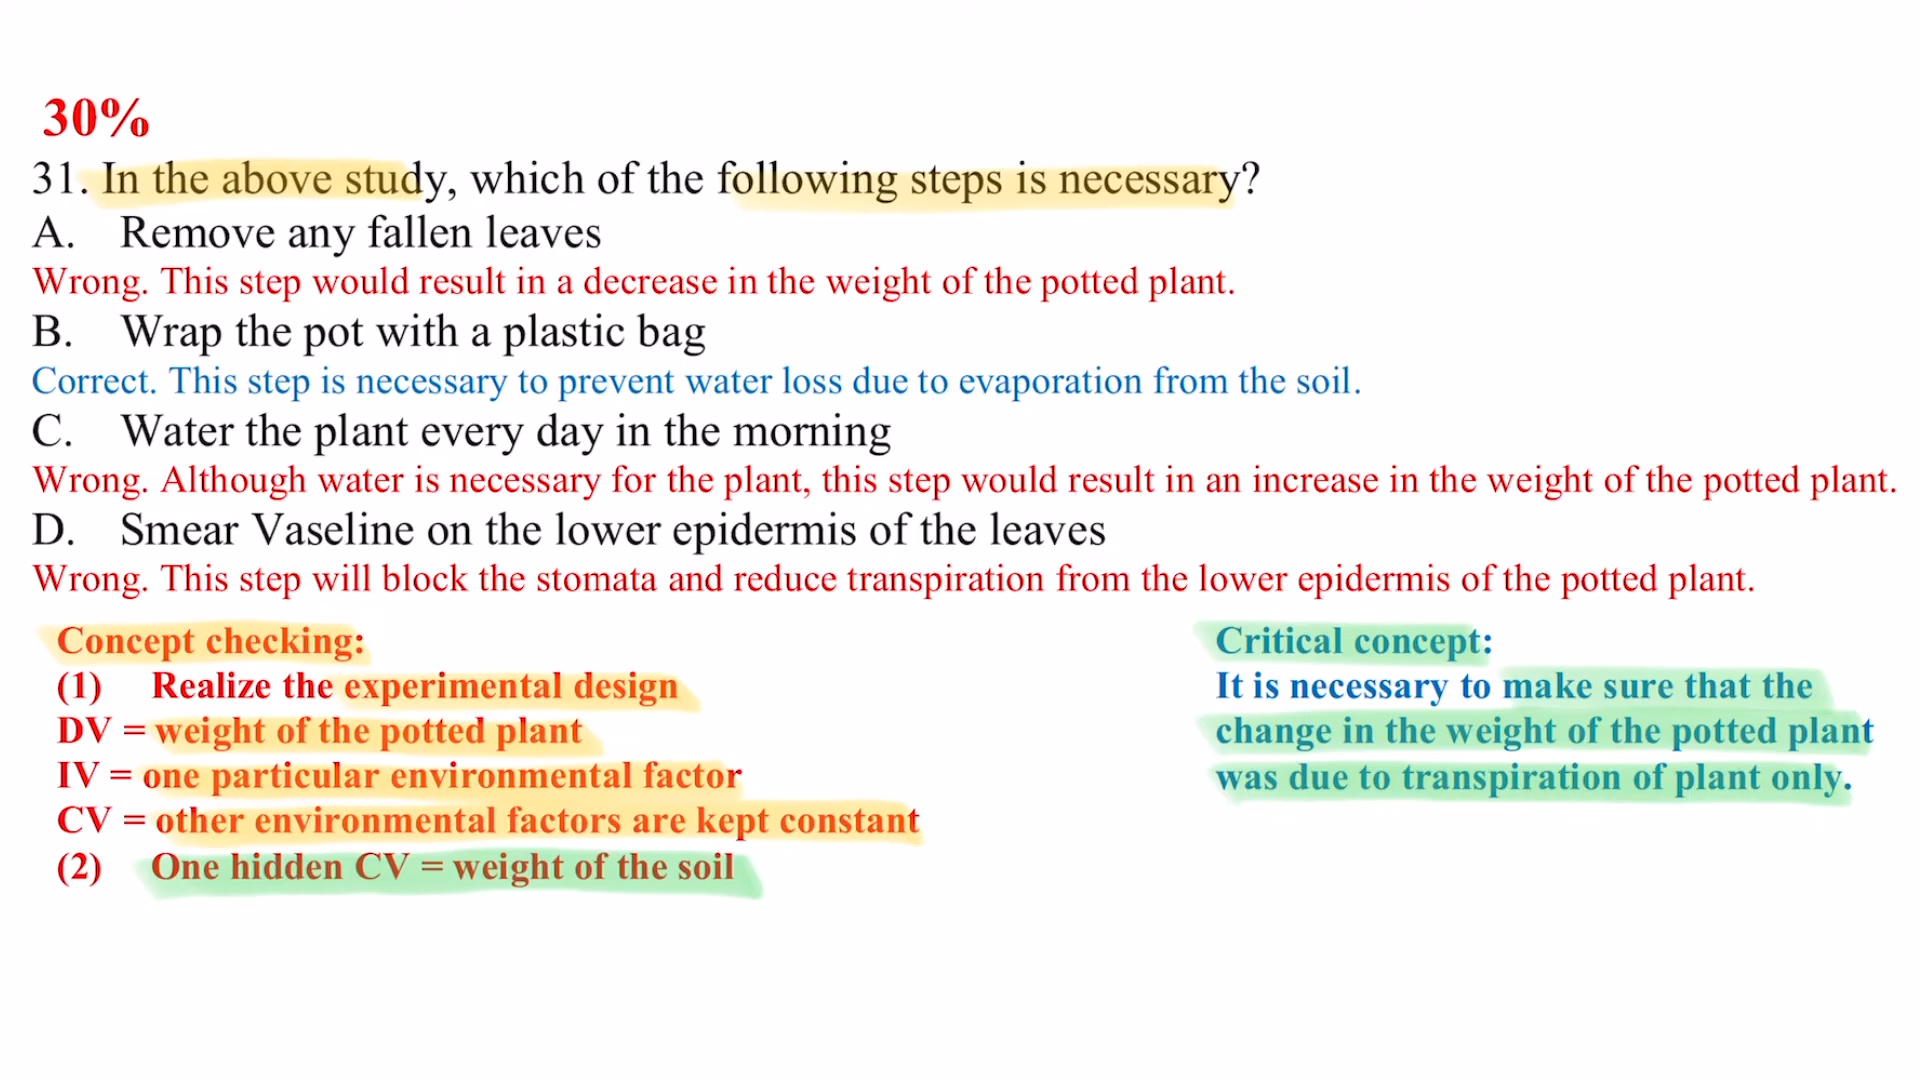 30%
31. In the above study, which of the following steps is necessary?
A. Remove any fallen leaves
Wrong. This step would result in a decrease in the weight of the potted plant.
B. Wrap the pot with a plastic bag
Correct. This step is necessary to prevent water loss due to evaporation from the soil.
C. Water the plant every day in the morning
Wrong. Although water is necessary for the plant, this step would result in an increase in the weight of the potted plant.
D. Smear Vaseline on the lower epidermis of the leaves
Wrong. This step will block the stomata and reduce transpiration from the lower epidermis of the potted plant.
Concept checking:
(1) Realize the experimental design
DV = weight of the potted plant
IV = one particular environmental factor
CV = other environmental factors are kept constant
(2) One hidden CV = weight of the soil
Critical concept:
It is necessary to make sure that the
change in the weight of the potted plant
was due to transpiration of plant only.